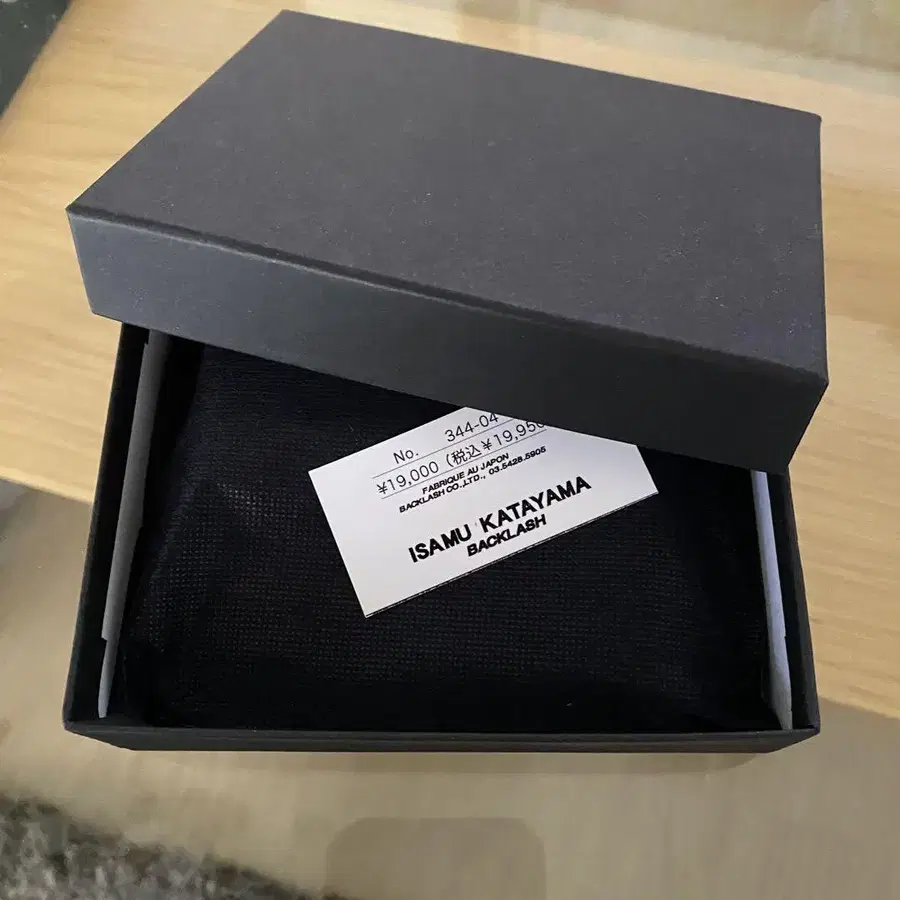 No. 344-04
¥19,000 (税込¥19,950
FABRIQUE AU JAPON
BACKLASH CO.,LTD., 03.5428.5905
ISAMU KATAYAMA
BACKLASH